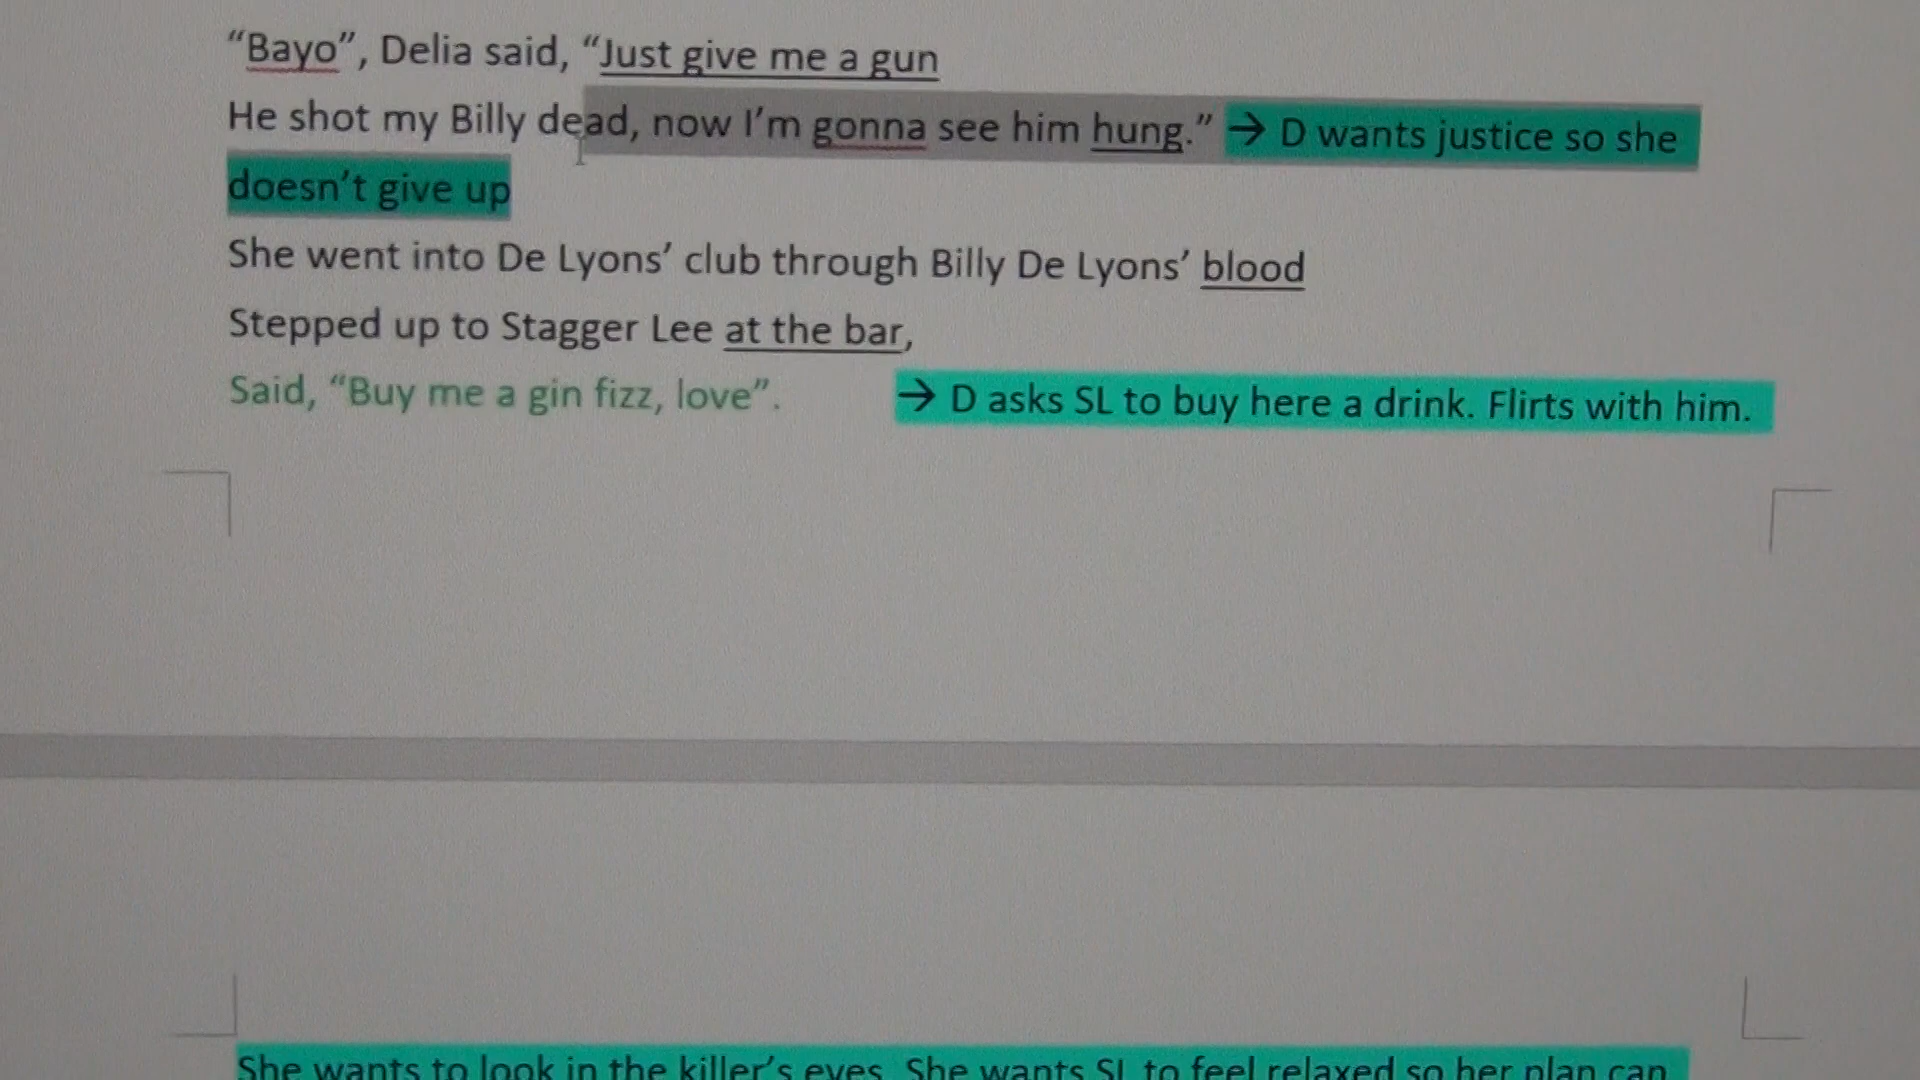 “Bayo”, Delia said, “Just give me a gun
He shot my Billy dead, now I’m gonna see him hung.” → D wants justice so she
doesn’t give up
She went into De Lyons’ club through Billy De Lyons’ blood
Stepped up to Stagger Lee at the bar,
Said, “Buy me a gin fizz, love”. → D asks SL to buy here a drink. Flirts with him.
She wants to look in the killer’s eyes. She wants SL to feel relaxed so her plan can